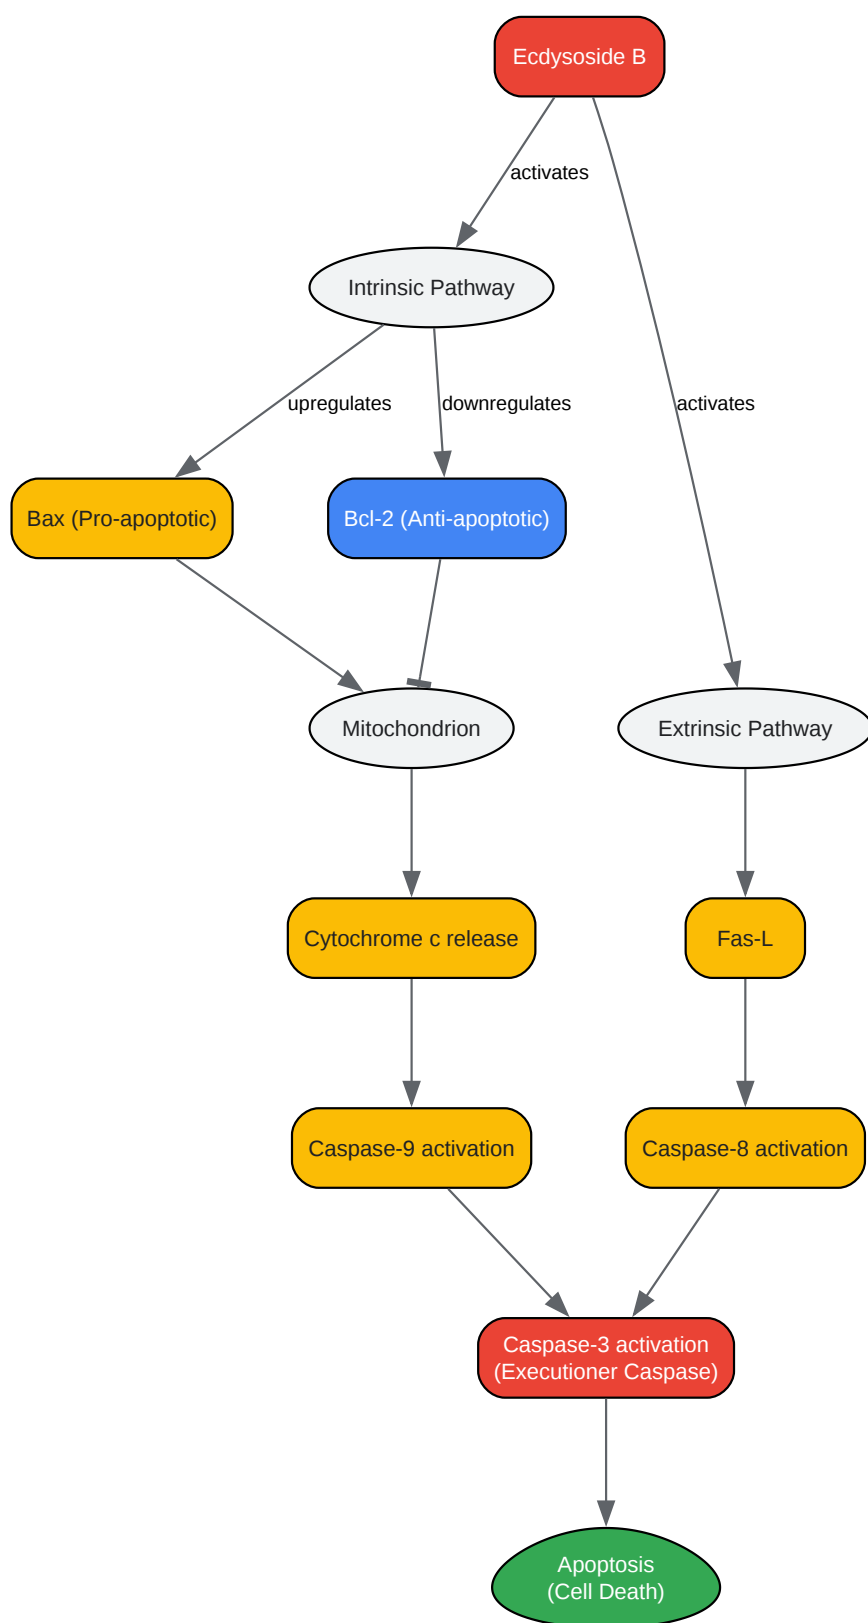 Ecdysoside B
activates
Intrinsic Pathway
upregulates
downregulates
activates
Bax (Pro-apoptotic)
Bcl-2 (Anti-apoptotic)
Mitochondrion
Extrinsic Pathway
Cytochrome c release
Fas-L
Caspase-9 activation
Caspase-8 activation
Caspase-3 activation
(Executioner Caspase)
Apoptosis
(Cell Death)